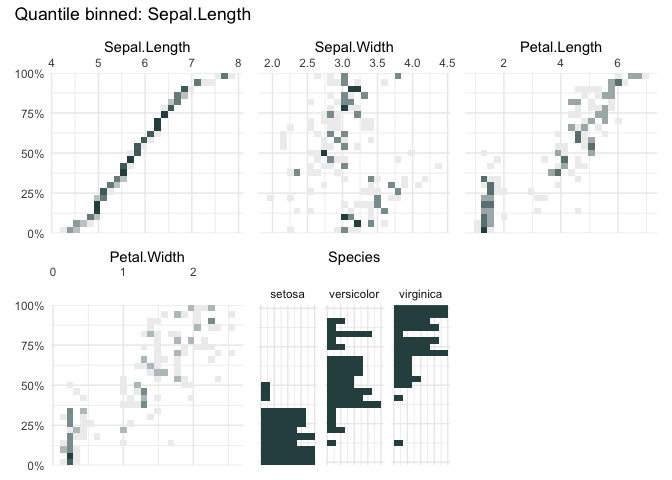 Quantile binned: Sepal.Length
Sepal.Length
4 5 6 7 8
Sepal.Width
2.0 2.5 3.0 3.5 4.0 4.5
Petal.Length
2 4 6
100%
75%
50%
25%
0%
Petal.Width
0 1 2
Species
setosa versicolor virginica
100%
75%
50%
25%
0%